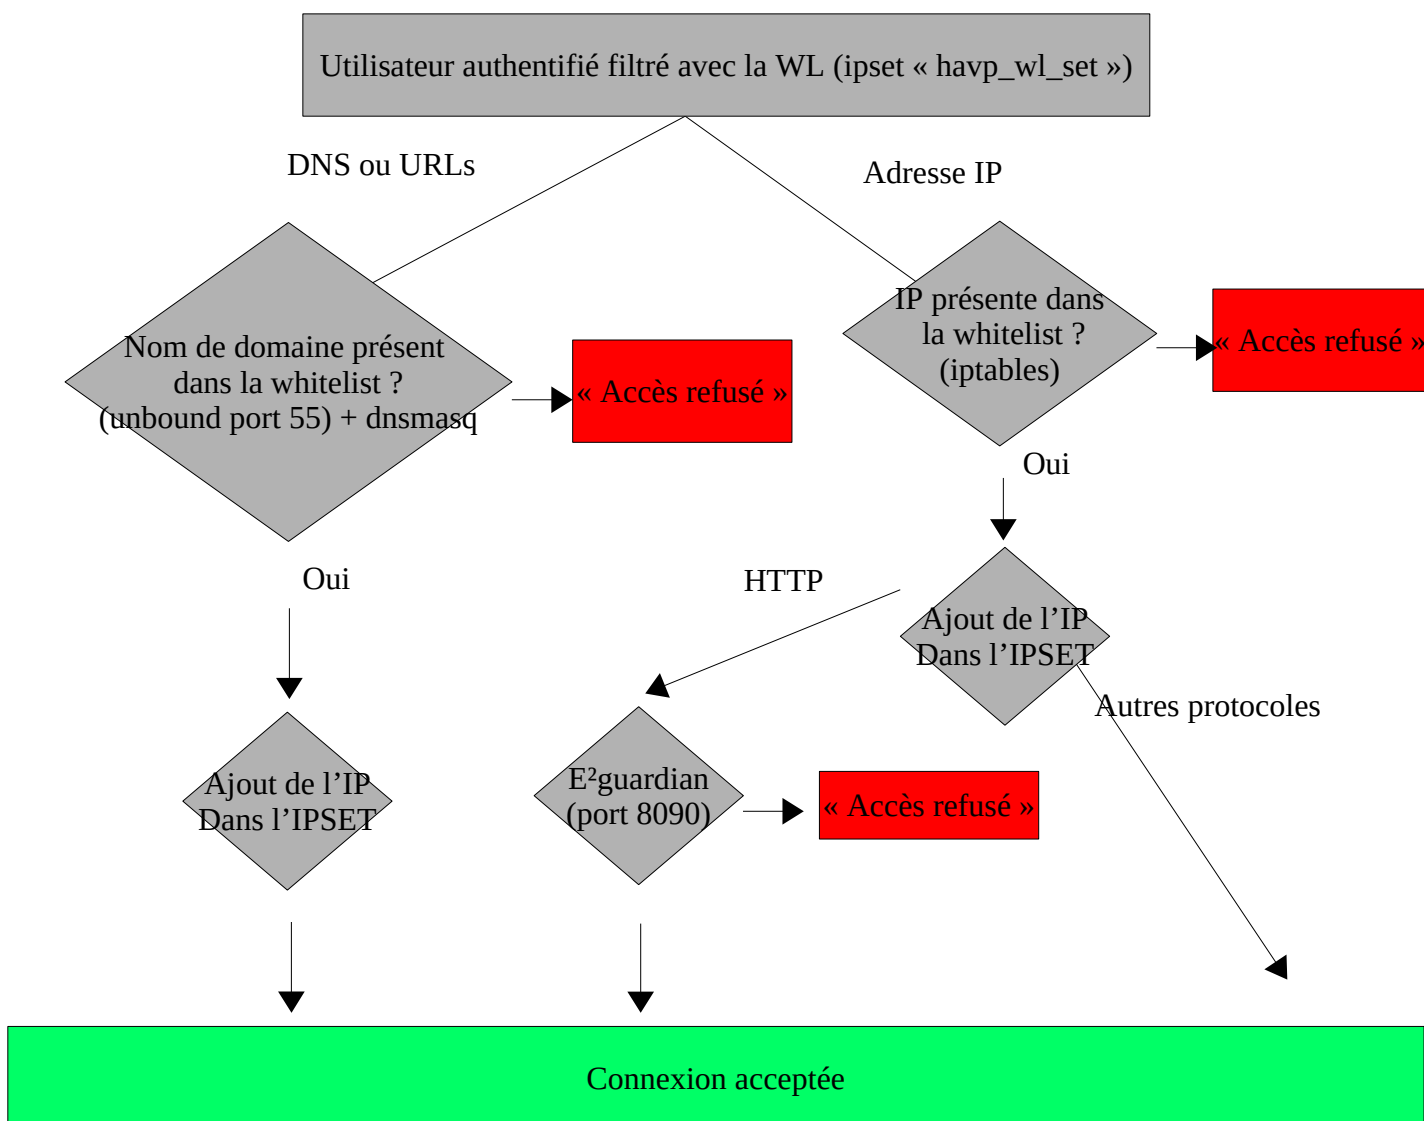 Utilisateur authentifié filtré avec la WL (ipset « havp_wl_set »)
DNS ou URLs
Adresse IP
Nom de domaine présent
dans la whitelist ?
(unbound port 55) + dnsmasq
« Accès refusé »
IP présente dans
la whitelist ?
(iptables)
« Accès refusé »
Oui
Oui
HTTP
Ajout de l’IP
Dans l’IPSET
Autres protocoles
Ajout de l’IP
Dans l’IPSET
E²guardian
(port 8090)
« Accès refusé »
Connexion acceptée